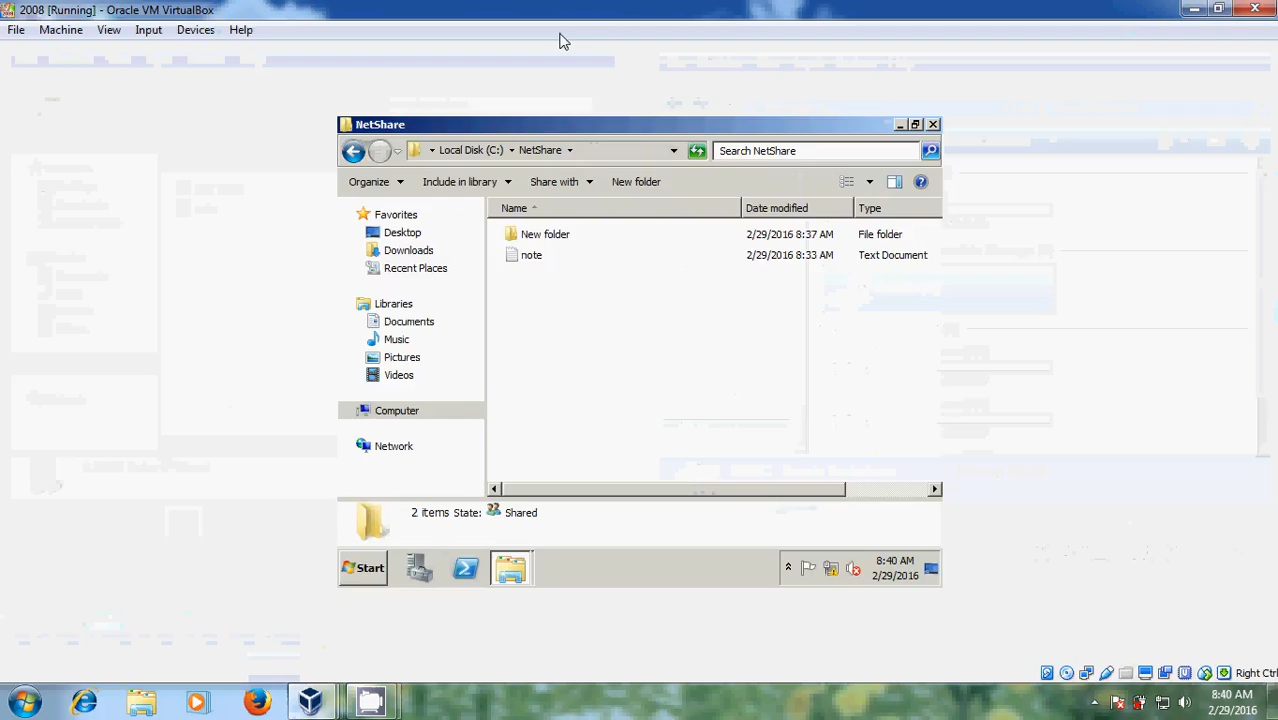 2008 [Running] - Oracle VM VirtualBox
File Machine View Input Devices Help
NetShare
Local Disk (C:) NetShare Search NetShare
Organize Include in library Share with New folder
Name Date modified Type
Favorites
Desktop
Downloads
Recent Places
Libraries
Documents
Music
Pictures
Videos
Computer
Network
New folder 2/29/2016 8:37 AM File folder
note 2/29/2016 8:33 AM Text Document
2 items State: Shared
Start 8:40 AM
2/29/2016
Right Ctrl
8:40 AM
2/29/2016